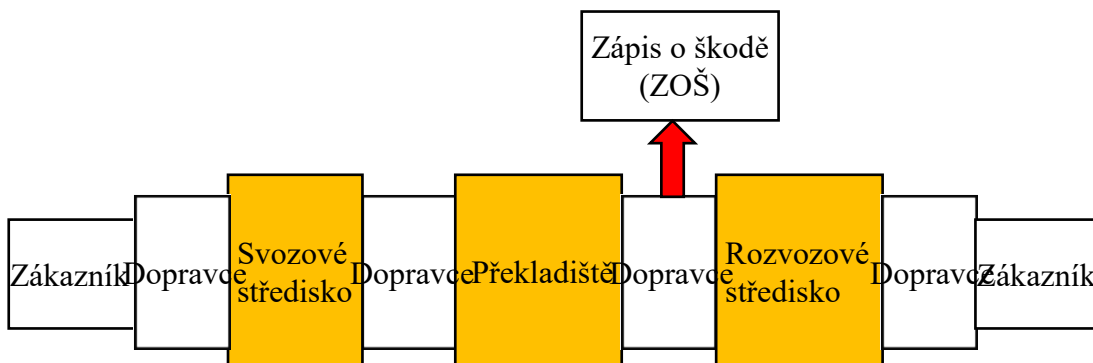 Zápis o škodě
(ZOŠ)
Zákazník
Dopravce
Svozové
středisko
Dopravce
Překladiště
Dopravce
Rozvozové
středisko
Dopravce
Zákazník